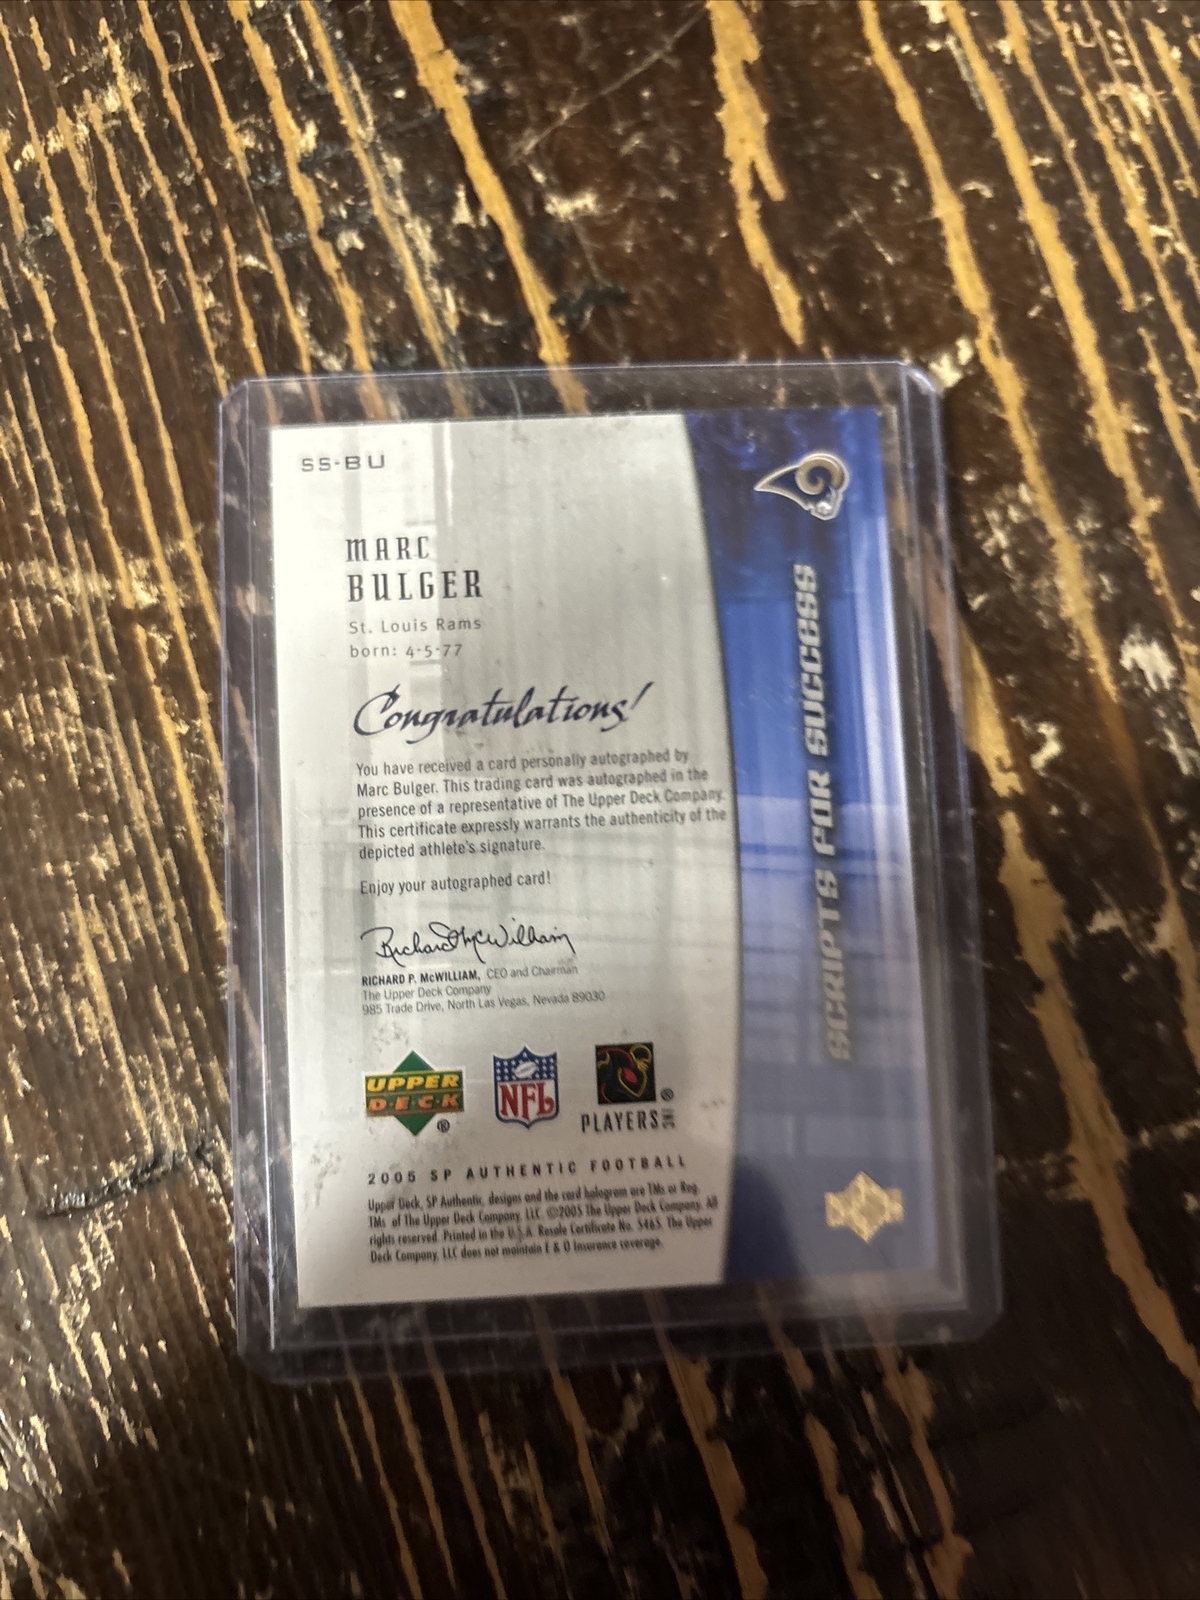 SS-BU
MARC
BULGER
St. Louis Rams
born: 4-5-77
Congratulations!
You have received a card personally autographed by
Marc Bulger. This trading card was autographed in the
presence of a representative of The Upper Deck Company.
This certificate expressly warrants the authenticity of the
depicted athlete's signature.
Enjoy your autographed card!
Richard McWilliam
RICHARD P. McWILLIAM, CEO and Chairman
The Upper Deck Company
985 Trade Drive, North Las Vegas, Nevada 89030
UPPER
DECK ®
NFL
PLAYERS INC ®
2005 SP AUTHENTIC FOOTBALL
Upper Deck, SP Authentic, designs and the card hologram are TMs or Reg.
TMs of The Upper Deck Company, LLC. ©2005 The Upper Deck Company. All
rights reserved. Printed in the U.S.A. Resale Certificate No. 5465. The Upper
Deck Company, LLC does not maintain E & O Insurance coverage.
SCRIPTS FOR SUCCESS